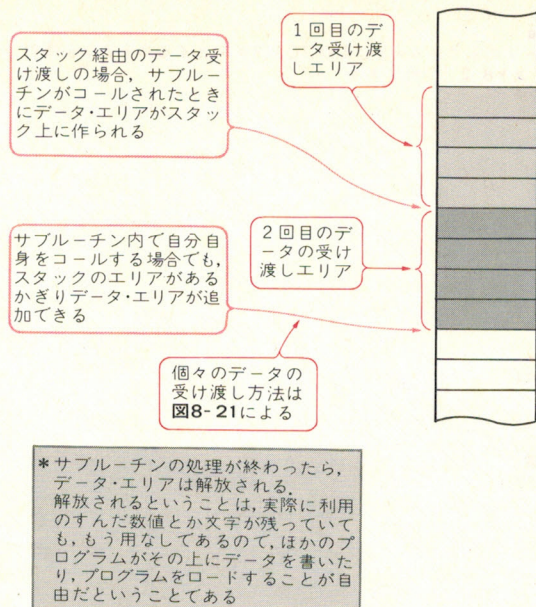 スタック経由のデータ受
け渡しの場合，サブルー
チンがコールされたとき
にデータ・エリアがスタッ
ク上に作られる
1回目のデ
ータ受け渡
しエリア
サブルーチン内で自分自
身をコールする場合でも，
スタックのエリアがある
かぎりデータ・エリアが追
加できる
2回目のデ
ータの受け
渡しエリア
個々のデータの
受け渡し方法は
図8-21による
*サブルーチンの処理が終わったら，
データ・エリアは解放される．
解放されるということは，実際に利用
のすんだ数値とか文字が残っていて
も，もう用なしであるので，ほかのプ
ログラムがその上にデータを書いた
り，プログラムをロードすることが自
由だということである